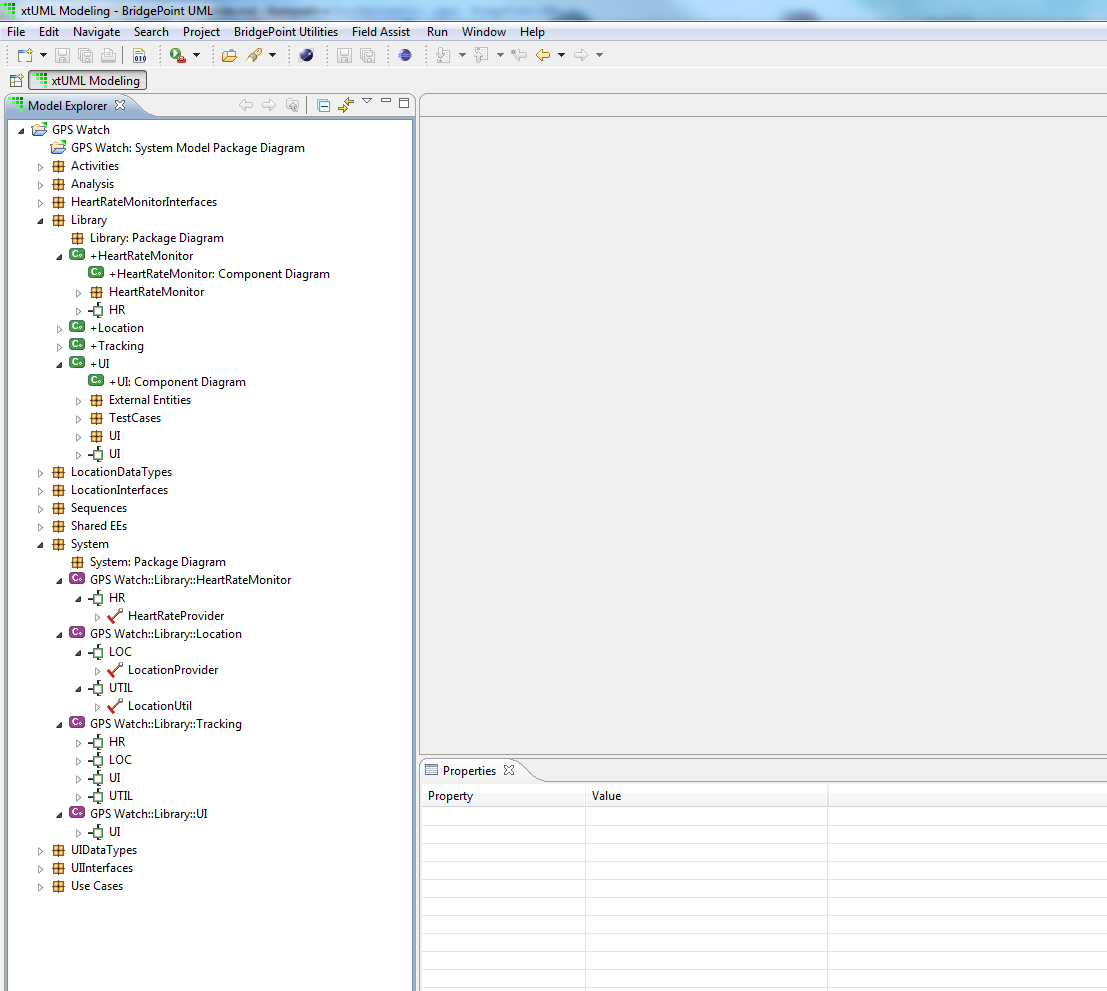 xtUML Modeling - BridgePoint UML
File Edit Navigate Search Project BridgePoint Utilities Field Assist Run Window Help
010
xtUML Modeling
Model Explorer
GPS Watch
GPS Watch: System Model Package Diagram
Activities
Analysis
HeartRateMonitorInterfaces
Library
Library: Package Diagram
+HeartRateMonitor
+HeartRateMonitor: Component Diagram
HeartRateMonitor
HR
+Location
+Tracking
+UI
+UI: Component Diagram
External Entities
TestCases
UI
UI
LocationDataTypes
LocationInterfaces
Sequences
Shared EEs
System
System: Package Diagram
GPS Watch::Library::HeartRateMonitor
HR
HeartRateProvider
GPS Watch::Library::Location
LOC
LocationProvider
UTIL
LocationUtil
GPS Watch::Library::Tracking
HR
LOC
UI
UTIL
GPS Watch::Library::UI
UI
UIDataTypes
UIInterfaces
Use Cases
Properties
Property Value